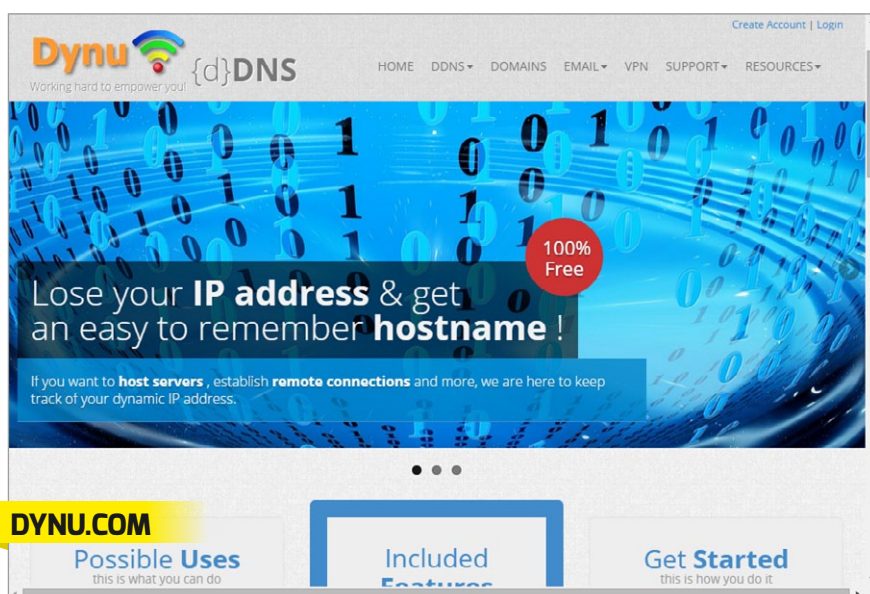 Create Account | Login
Dynu
Working hard to empower you!
{d}DNS
HOME DDNS DOMAINS EMAIL VPN SUPPORT RESOURCES
100%
Free
Lose your IP address & get
an easy to remember hostname !
If you want to host servers , establish remote connections and more, we are here to keep
track of your dynamic IP address.
DYNU.COM
Possible Uses
this is what you can do
Included
Features
Get Started
this is how you do it